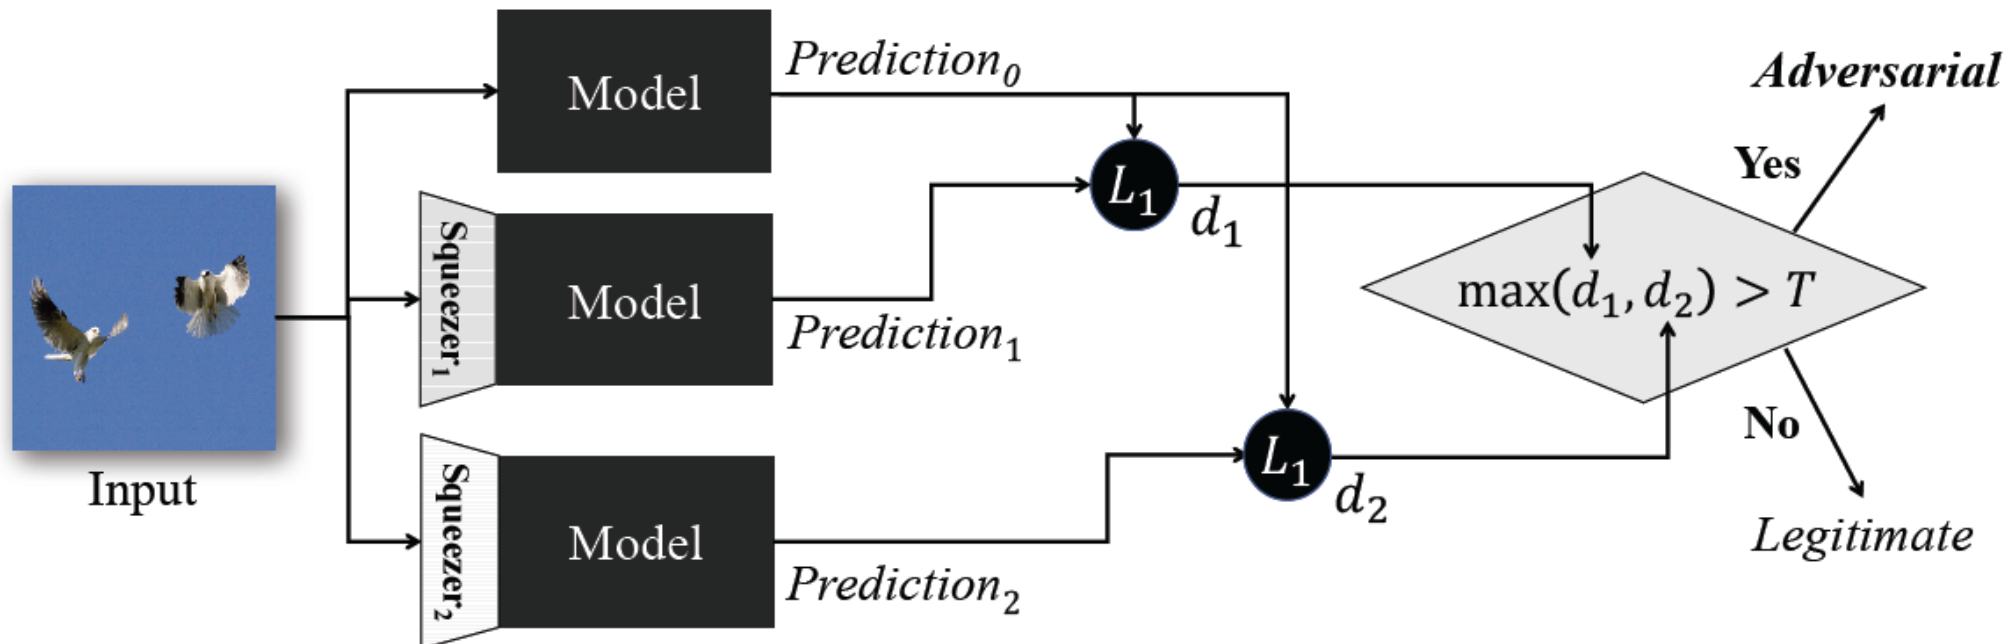 Model
Prediction₀
Adversarial
Yes
L₁
d₁
Squeezer₁
Model
Prediction₁
max(d₁, d₂) > T
Input
No
L₁
d₂
Squeezer₂
Model
Prediction₂
Legitimate